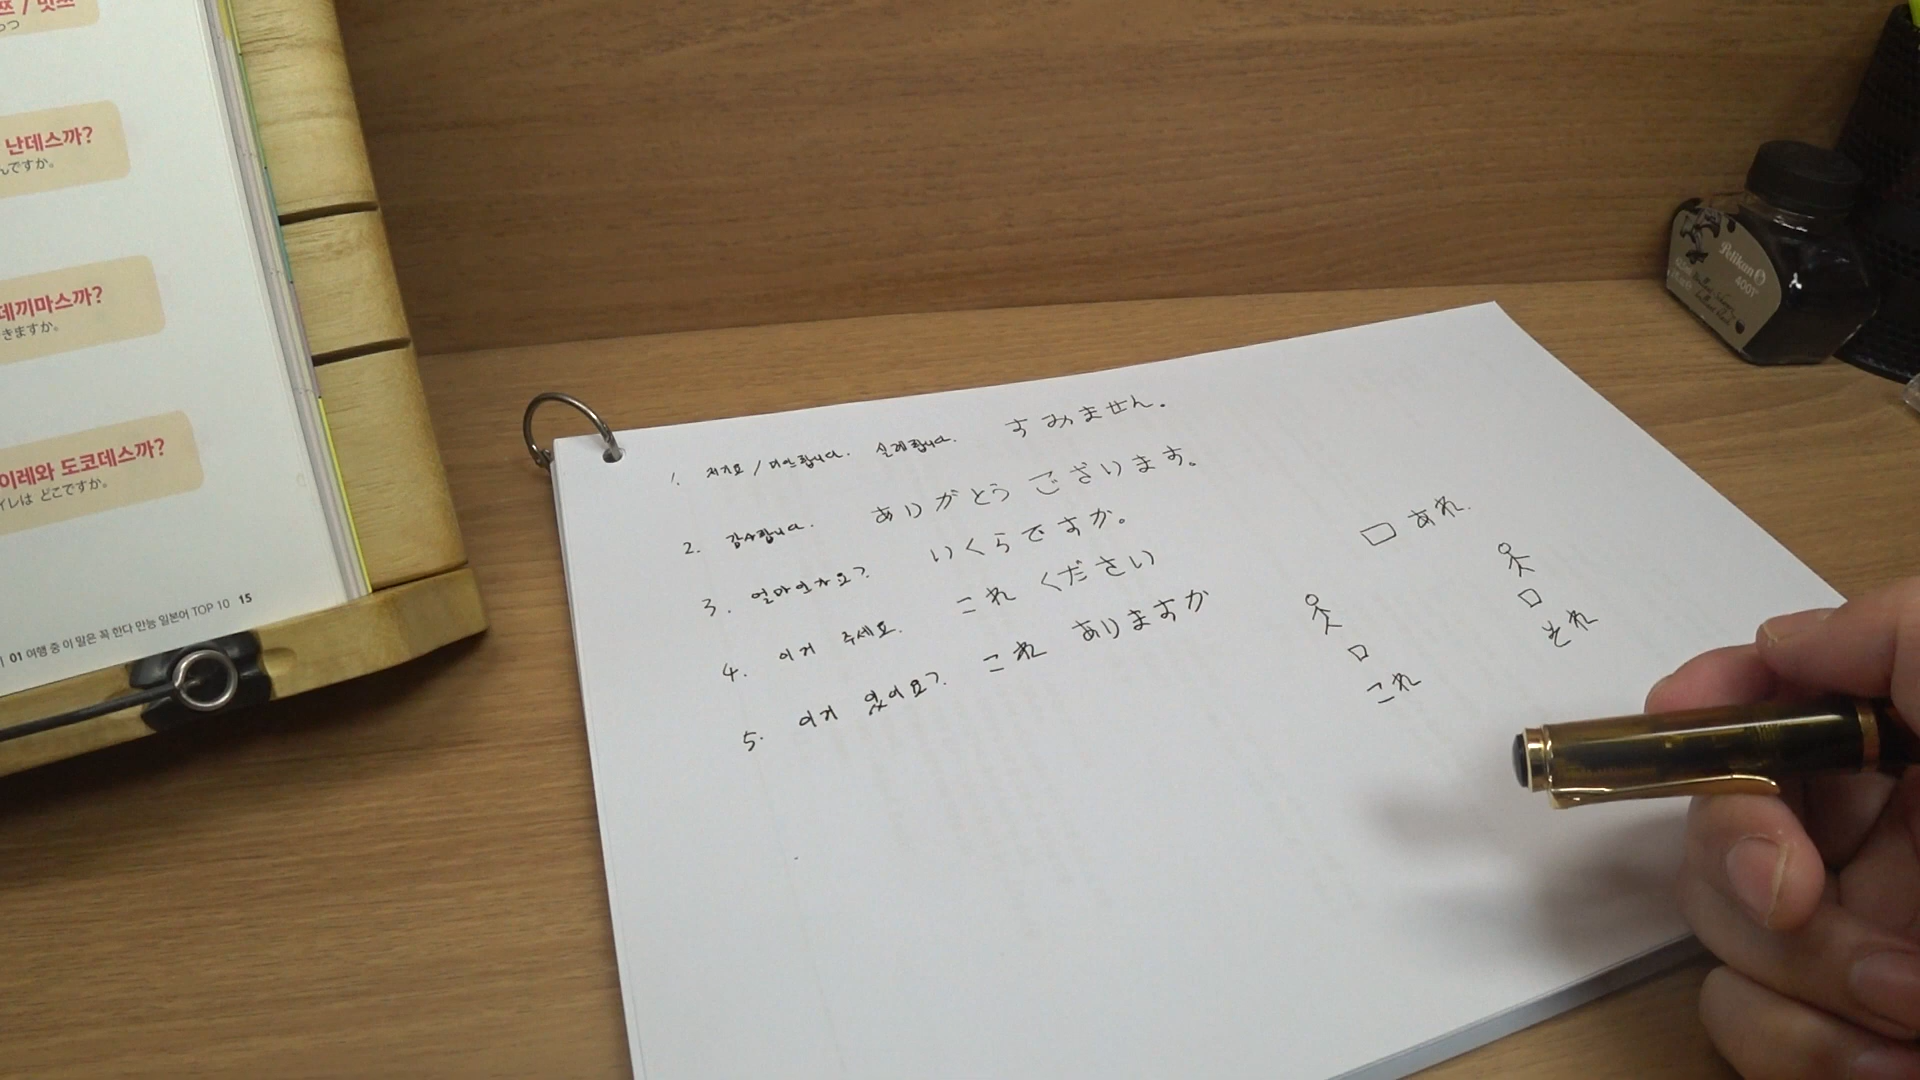 쯔 / 밋쯔
っつ
난데스까?
んですか。
데끼마스까?
きますか。
이레와 도코데스까?
イレは どこですか。
01 여행 중 이 말은 꼭 한다 만능 일본어 TOP 10 15
1. 저기요 / 미안합니다. 실례합니다. すみません。
2. 감사합니다. ありがとうございます。
3. 얼마인가요? いくらですか。
4. 이거 주세요. これ ください
5. 이거 있어요? これ ありますか
あれ.
それ
これ
Pelikan
4001